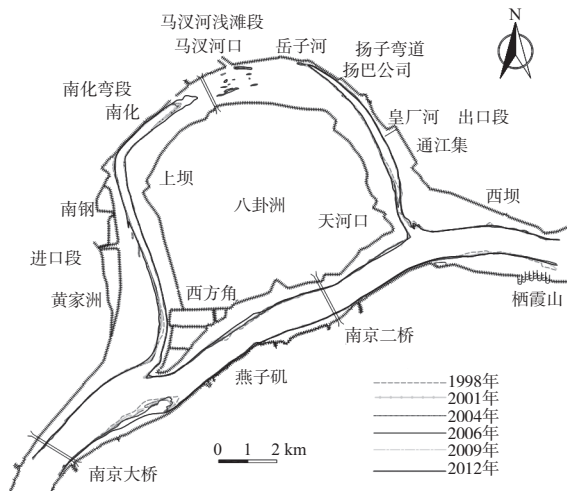 马汊河浅滩段
马汊河口
岳子河
扬子弯道
扬巴公司
N
南化弯段
南化
皇厂河 出口段
通江集
上坝
八卦洲
西坝
南钢
天河口
进口段
黄家洲
西方角
栖霞山
南京二桥
燕子矶
1998年
2001年
2004年
2006年
2009年
2012年
0 1 2 km
南京大桥